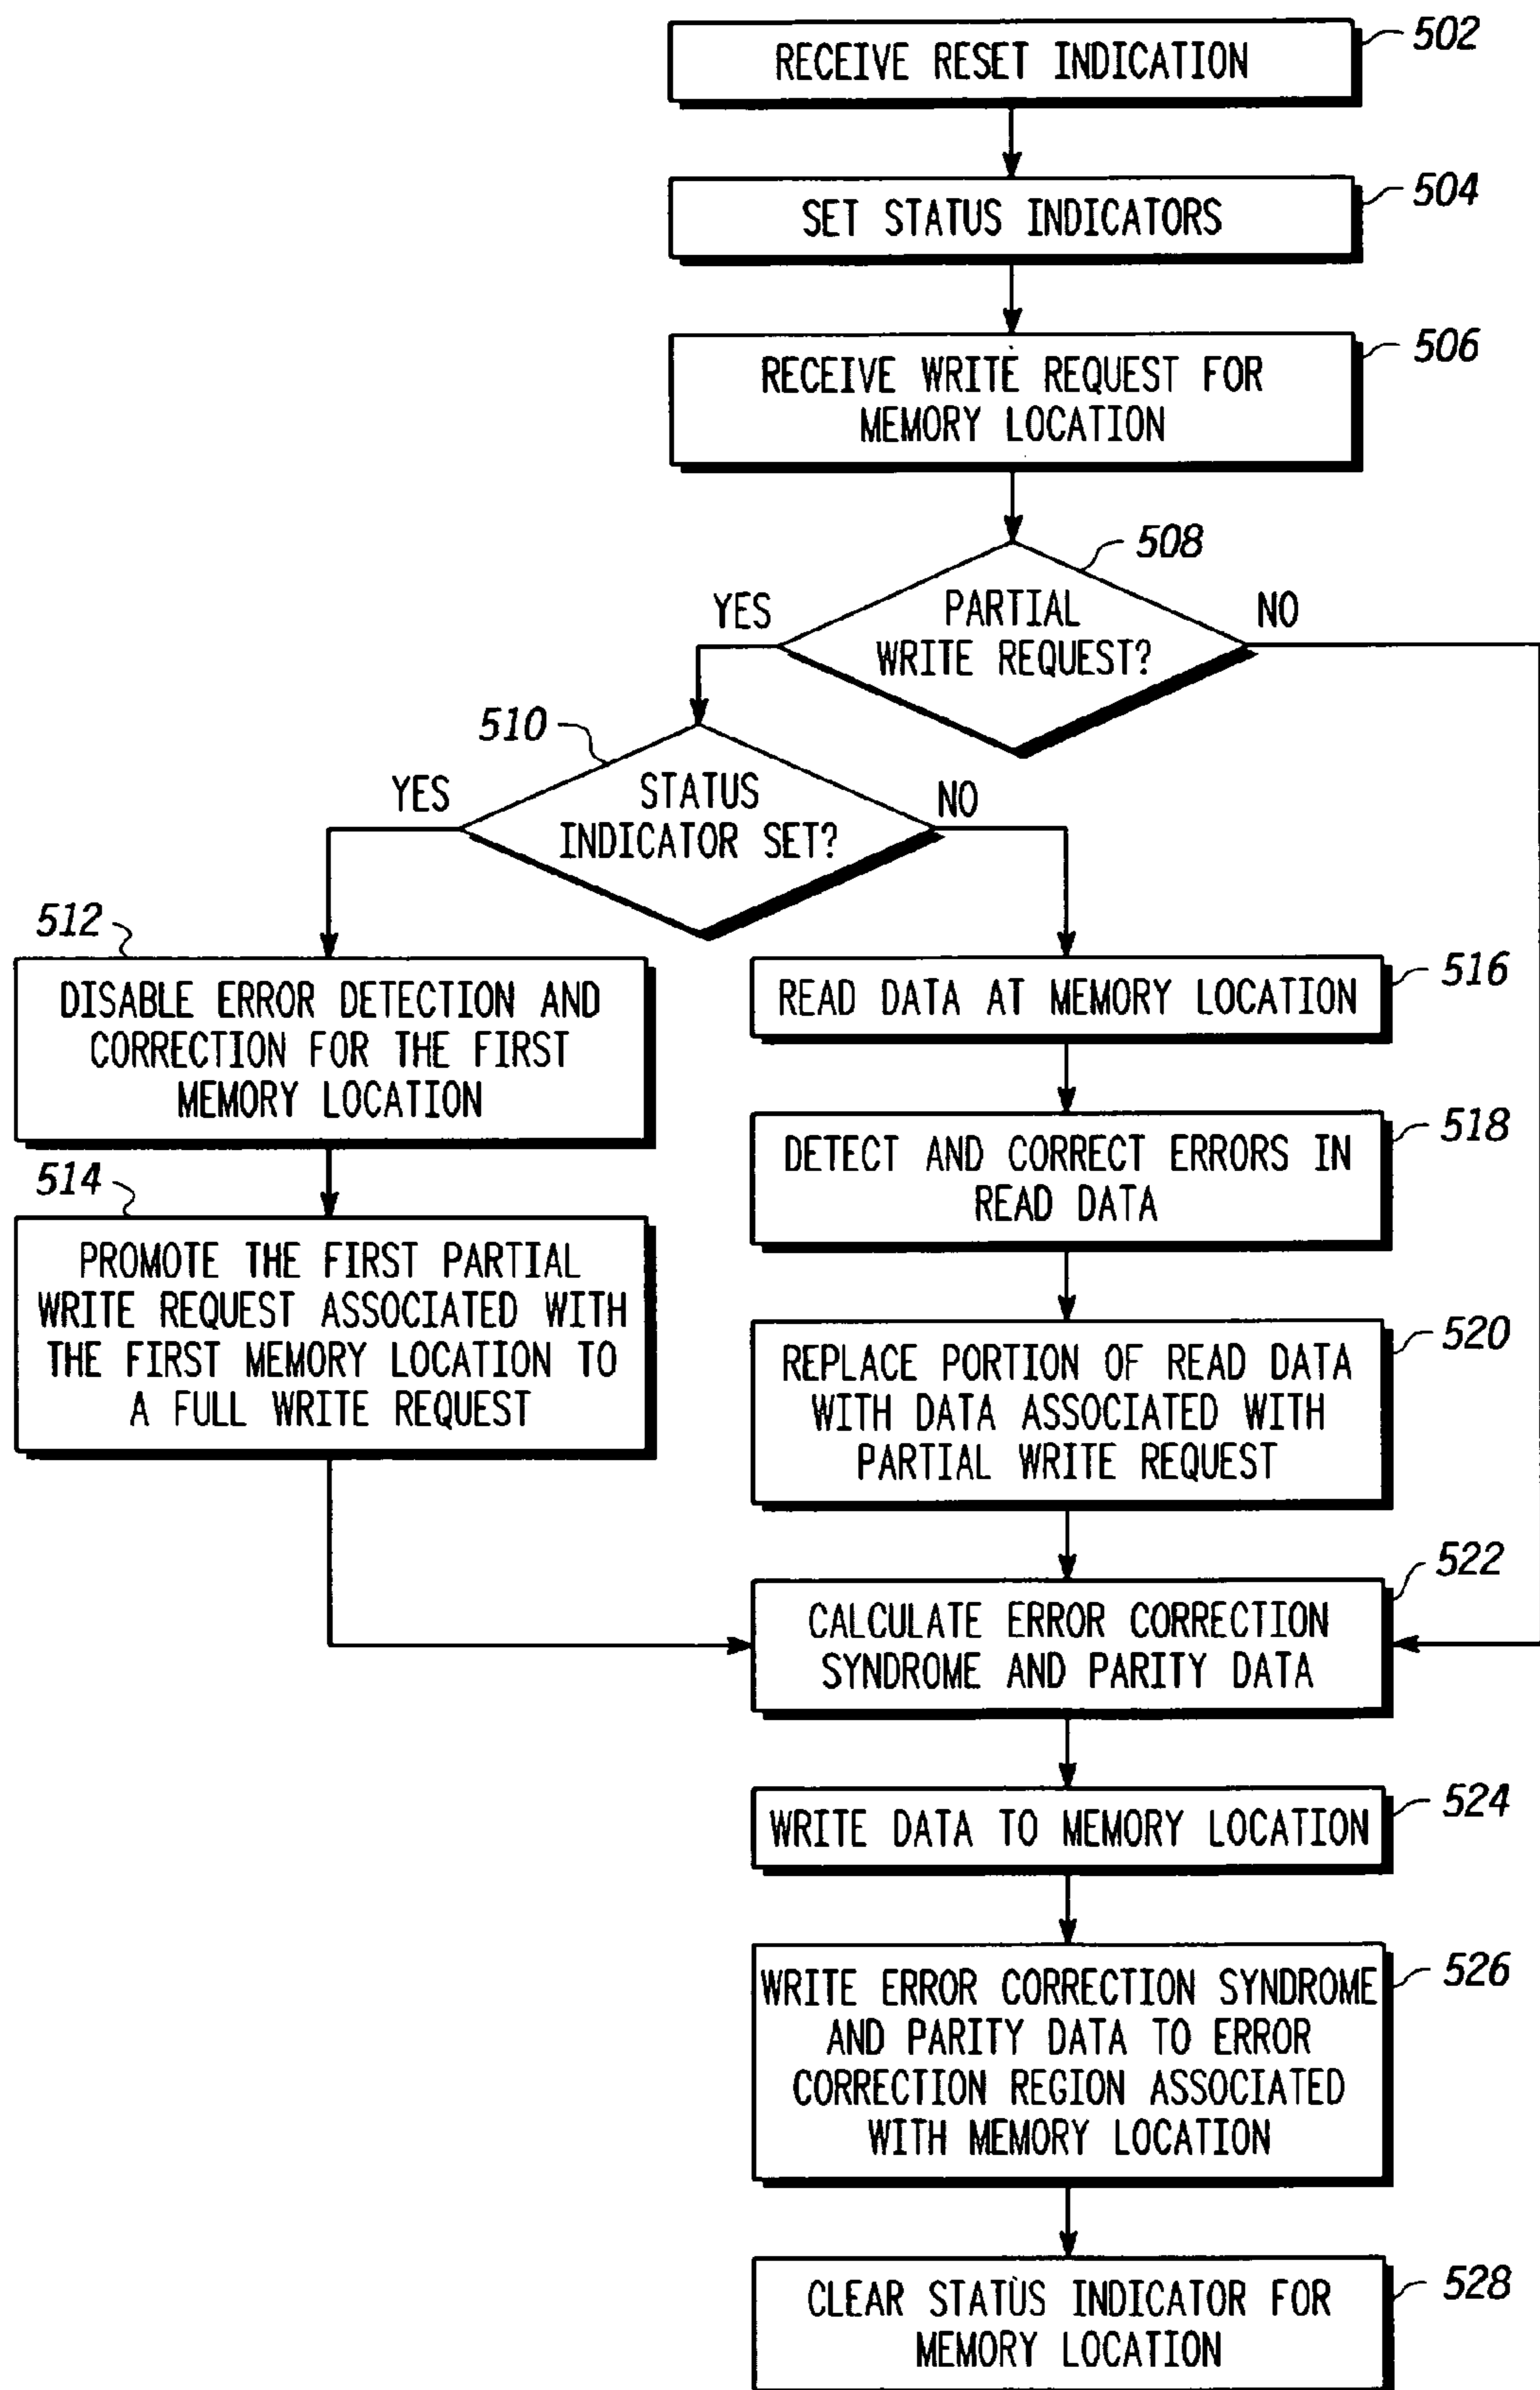 RECEIVE RESET INDICATION
502
SET STATUS INDICATORS
504
RECEIVE WRITE REQUEST FOR
MEMORY LOCATION
506
508
PARTIAL
WRITE REQUEST?
YES
NO
510
STATUS
INDICATOR SET?
YES
NO
512
DISABLE ERROR DETECTION AND
CORRECTION FOR THE FIRST
MEMORY LOCATION
514
PROMOTE THE FIRST PARTIAL
WRITE REQUEST ASSOCIATED WITH
THE FIRST MEMORY LOCATION TO
A FULL WRITE REQUEST
READ DATA AT MEMORY LOCATION
516
DETECT AND CORRECT ERRORS IN
READ DATA
518
REPLACE PORTION OF READ DATA
WITH DATA ASSOCIATED WITH
PARTIAL WRITE REQUEST
520
CALCULATE ERROR CORRECTION
SYNDROME AND PARITY DATA
522
WRITE DATA TO MEMORY LOCATION
524
WRITE ERROR CORRECTION SYNDROME
AND PARITY DATA TO ERROR
CORRECTION REGION ASSOCIATED
WITH MEMORY LOCATION
526
CLEAR STATUS INDICATOR FOR
MEMORY LOCATION
528